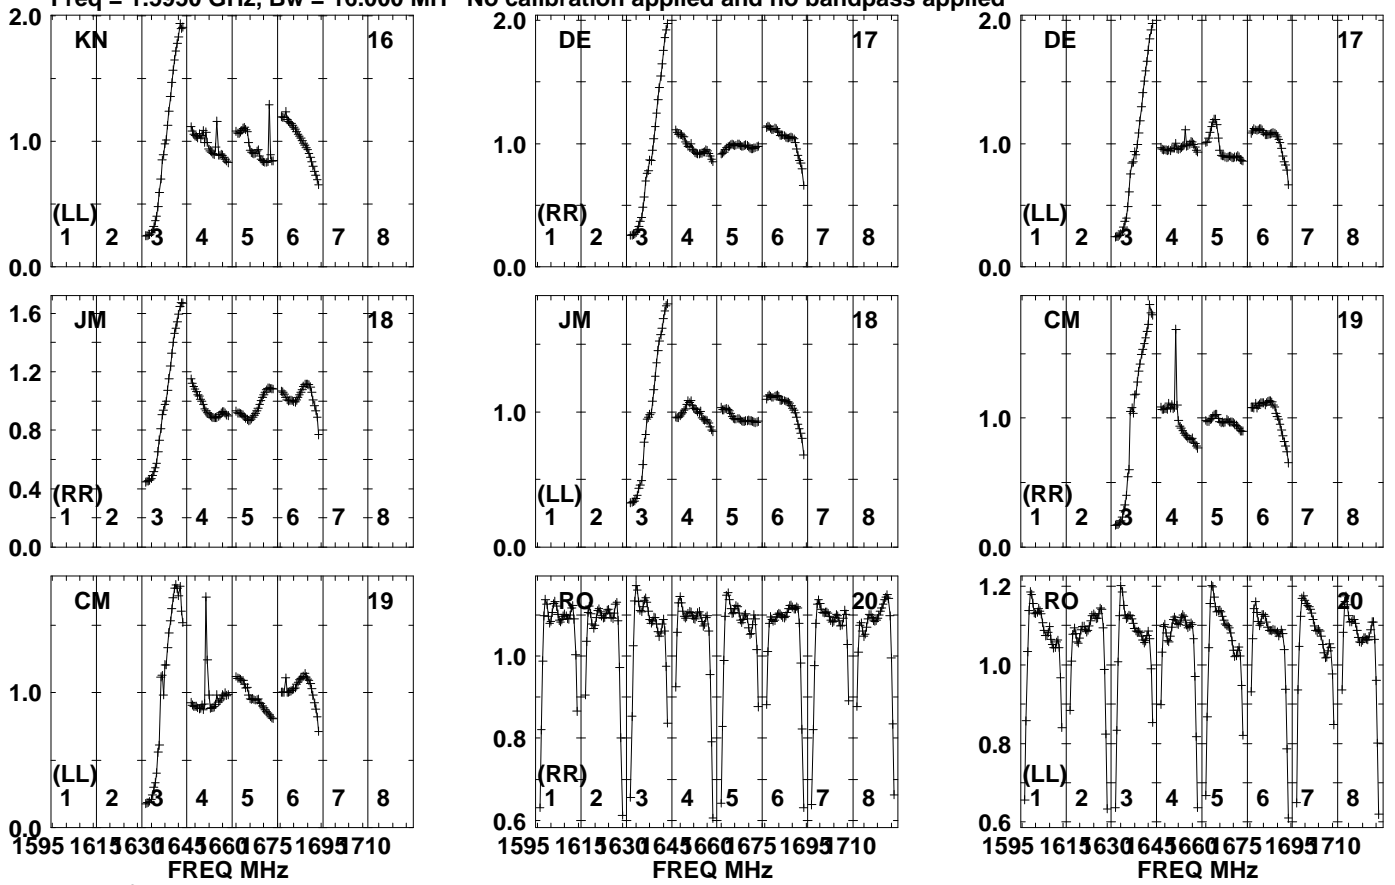 Freq = 1.5950 GHz, Bw = 16.000 MH No calibration applied and no bandpass applied
2.0 KN 16 2.0 DE 17 2.0 DE 17
1.0 1.0 1.0
(LL) (RR) (LL)
1 2 3 4 5 6 7 8 1 2 3 4 5 6 7 8 1 2 3 4 5 6 7 8
0.0 0.0 0.0
1.6 JM 18 JM 18 CM 19
1.2
1.0 1.0
0.8
0.4 (RR) (LL) (RR)
1 2 3 4 5 6 7 8 1 2 3 4 5 6 7 8 1 2 3 4 5 6 7 8
0.0 0.0 0.0
CM 19 RO 20 1.2 RO 20
1.0 1.0 1.0
0.8 0.8
(LL) (RR) (LL)
1 2 3 4 5 6 7 8 1 2 3 4 5 6 7 8 1 2 3 4 5 6 7 8
0.0 0.6 0.6
1595 1615 1630 1645 1660 1675 1695 1710 1595 1615 1630 1645 1660 1675 1695 1710 1595 1615 1630 1645 1660 1675 1695 1710
FREQ MHz FREQ MHz FREQ MHz